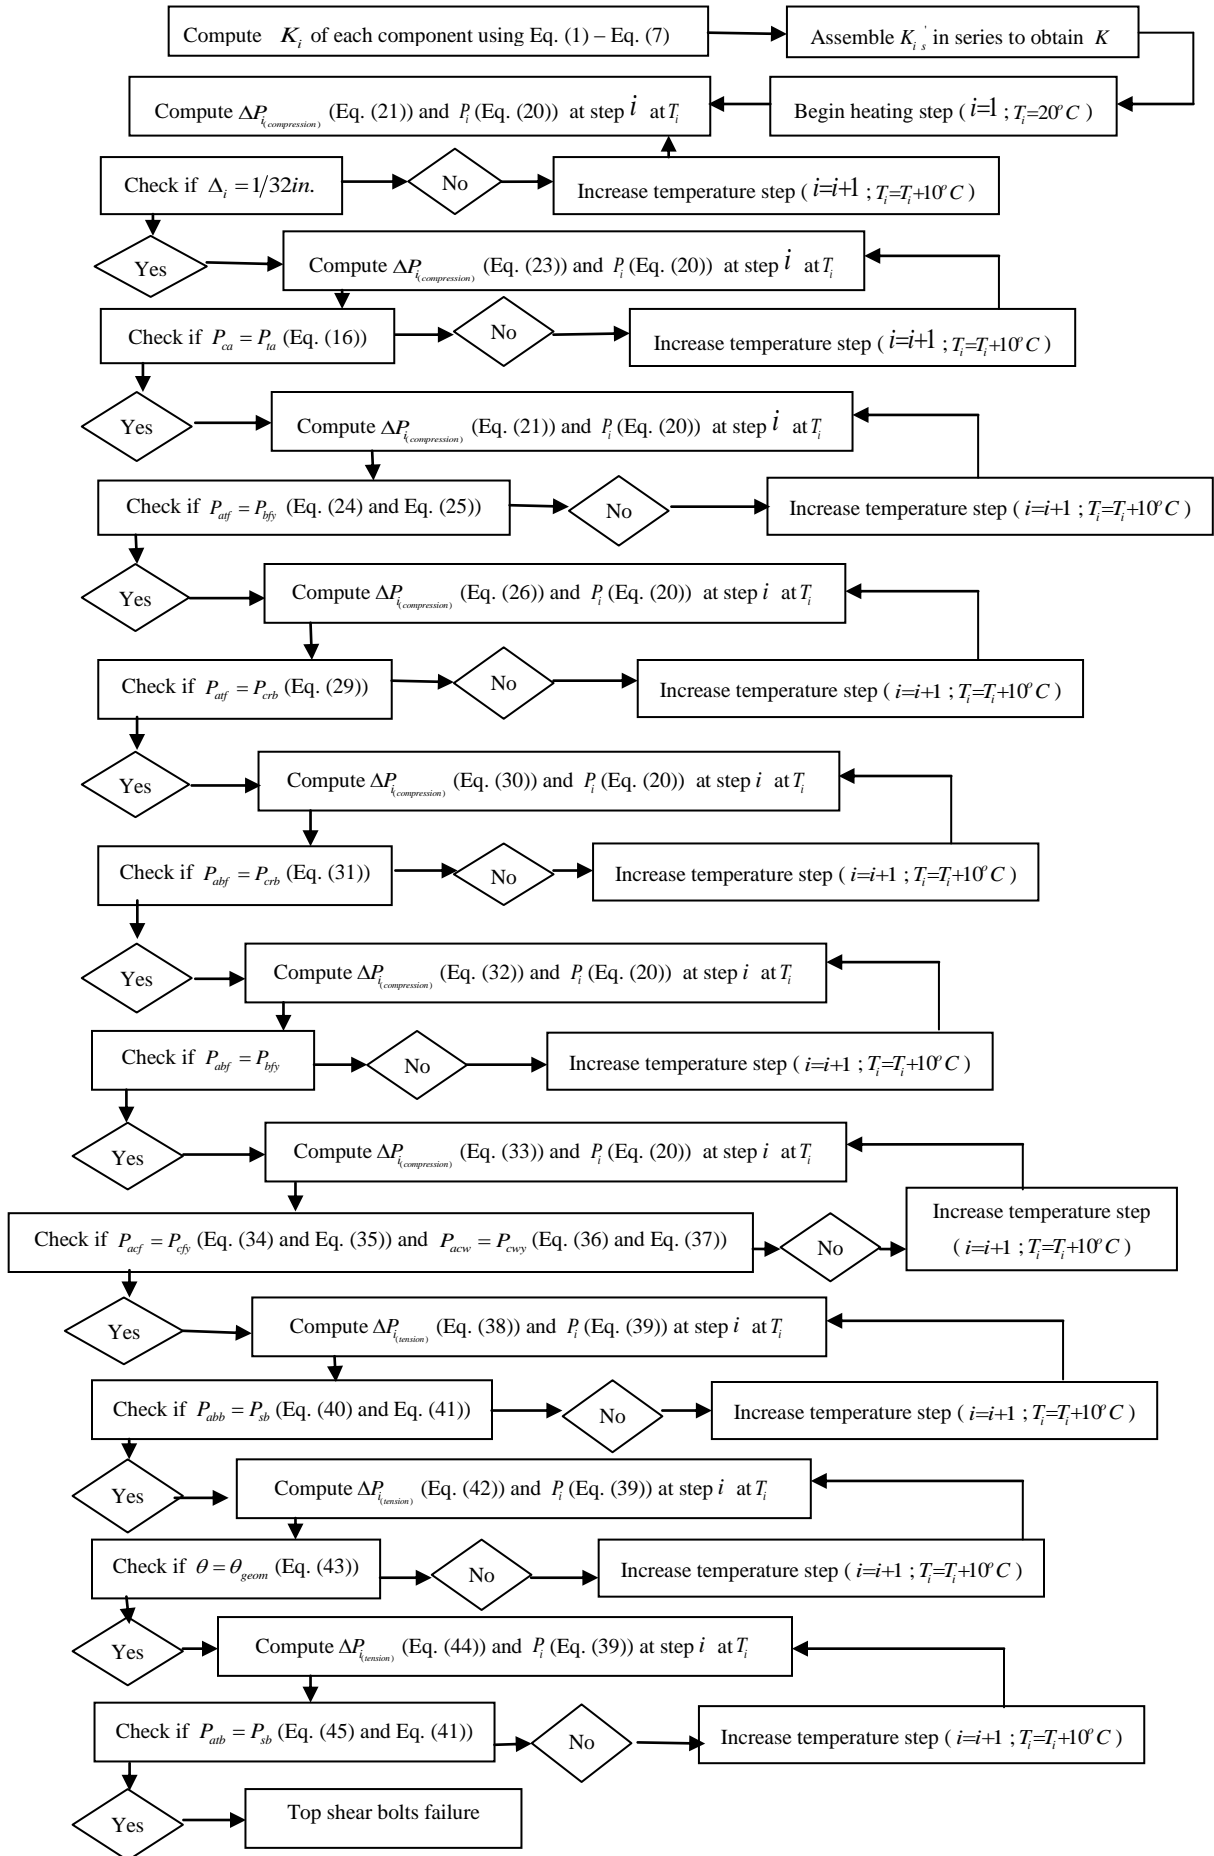 Compute K_i of each component using Eq. (1) – Eq. (7)
Assemble K_i's in series to obtain K
Compute ΔP_i(compression) (Eq. (21)) and P_i (Eq. (20)) at step i at T_i
Begin heating step ( i=1 ; T_i=20°C )
Check if Δ_i = 1/32in.
No
Increase temperature step ( i=i+1 ; T_i=T_i+10°C )
Yes
Compute ΔP_i(compression) (Eq. (23)) and P_i (Eq. (20)) at step i at T_i
Check if P_ca = P_ta (Eq. (16))
No
Increase temperature step ( i=i+1 ; T_i=T_i+10°C )
Yes
Compute ΔP_i(compression) (Eq. (21)) and P_i (Eq. (20)) at step i at T_i
Check if P_atf = P_bfy (Eq. (24) and Eq. (25))
No
Increase temperature step ( i=i+1 ; T_i=T_i+10°C )
Yes
Compute ΔP_i(compression) (Eq. (26)) and P_i (Eq. (20)) at step i at T_i
Check if P_atf = P_crb (Eq. (29))
No
Increase temperature step ( i=i+1 ; T_i=T_i+10°C )
Yes
Compute ΔP_i(compression) (Eq. (30)) and P_i (Eq. (20)) at step i at T_i
Check if P_abf = P_crb (Eq. (31))
No
Increase temperature step ( i=i+1 ; T_i=T_i+10°C )
Yes
Compute ΔP_i(compression) (Eq. (32)) and P_i (Eq. (20)) at step i at T_i
Check if P_abf = P_bfy
No
Increase temperature step ( i=i+1 ; T_i=T_i+10°C )
Yes
Compute ΔP_i(compression) (Eq. (33)) and P_i (Eq. (20)) at step i at T_i
Check if P_acf = P_cfy (Eq. (34) and Eq. (35)) and P_acw = P_cwy (Eq. (36) and Eq. (37))
No
Increase temperature step
( i=i+1 ; T_i=T_i+10°C )
Yes
Compute ΔP_i(tension) (Eq. (38)) and P_i (Eq. (39)) at step i at T_i
Check if P_abb = P_sb (Eq. (40) and Eq. (41))
No
Increase temperature step ( i=i+1 ; T_i=T_i+10°C )
Yes
Compute ΔP_i(tension) (Eq. (42)) and P_i (Eq. (39)) at step i at T_i
Check if θ = θ_geom (Eq. (43))
No
Increase temperature step ( i=i+1 ; T_i=T_i+10°C )
Yes
Compute ΔP_i(tension) (Eq. (44)) and P_i (Eq. (39)) at step i at T_i
Check if P_atb = P_sb (Eq. (45) and Eq. (41))
No
Increase temperature step ( i=i+1 ; T_i=T_i+10°C )
Yes
Top shear bolts failure